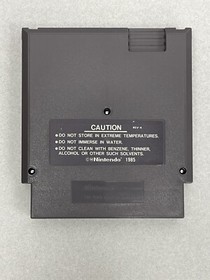 CAUTION
REV-A
● DO NOT STORE IN EXTREME TEMPERATURES.
● DO NOT IMMERSE IN WATER.
● DO NOT CLEAN WITH BENZENE, THINNER,
ALCOHOL OR OTHER SUCH SOLVENTS.
©Nintendo 1985